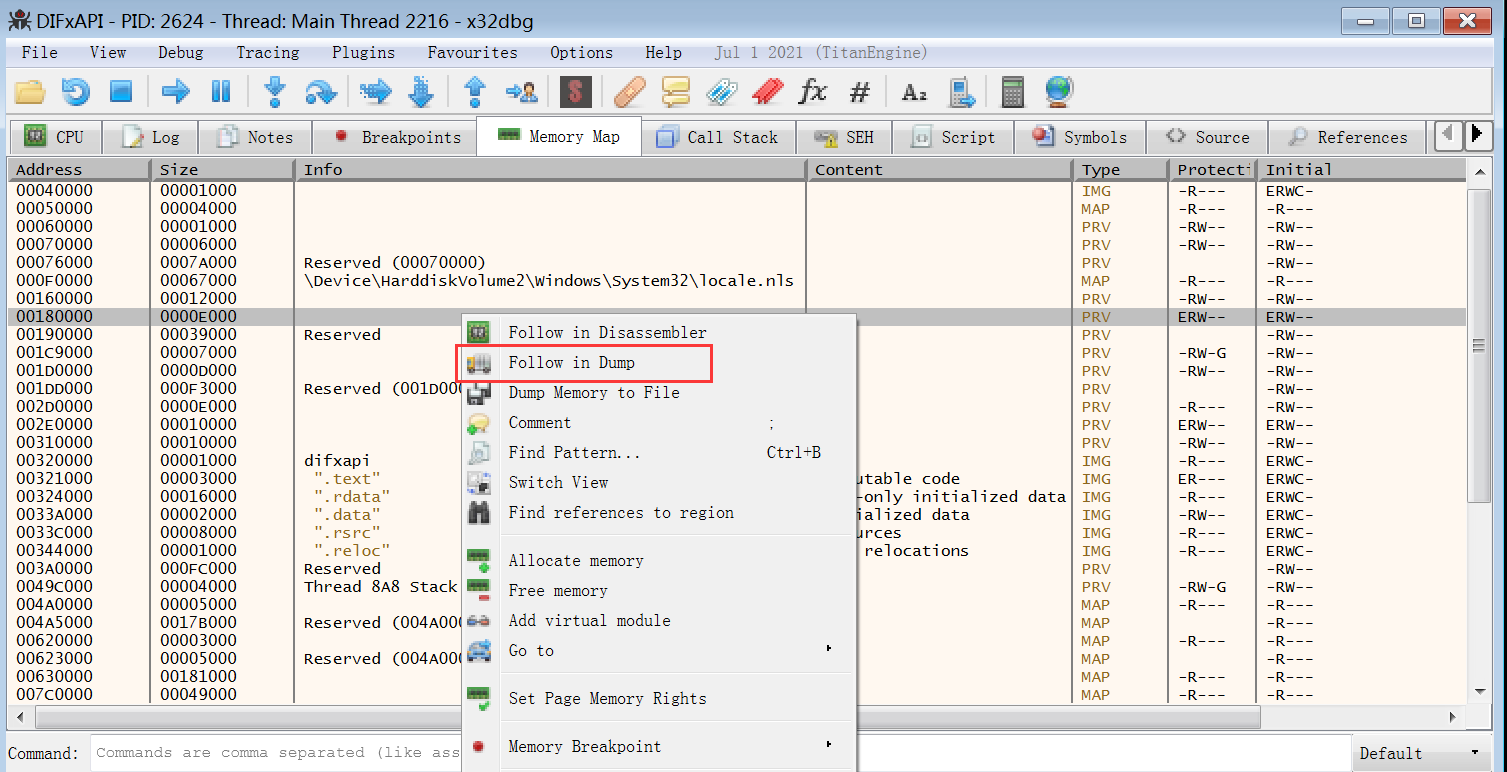 DIFxAPI - PID: 2624 - Thread: Main Thread 2216 - x32dbg
File View Debug Tracing Plugins Favourites Options Help Jul 1 2021 (TitanEngine)
CPU Log Notes Breakpoints Memory Map Call Stack SEH Script Symbols Source References
Address Size Info Content Type Protecti Initial
00040000 00001000 IMG -R--- ERWC-
00050000 00004000 MAP -R--- -R---
00060000 00001000 PRV -RW-- -RW--
00070000 00006000 PRV -RW-- -RW--
00076000 0007A000 Reserved (00070000) PRV -RW--
000F0000 00067000 \Device\HarddiskVolume2\Windows\System32\locale.nls MAP -R--- -R---
00160000 00012000 PRV -RW-- -RW--
00180000 0000E000 PRV ERW-- ERW--
00190000 00039000 Reserved PRV -RW--
001C9000 00007000 PRV -RW-G -RW--
001D0000 0000D000 PRV -RW-- -RW--
001DD000 000F3000 Reserved (001D000 PRV -RW--
002D0000 0000E000 PRV -R--- -RW--
002E0000 00010000 PRV ERW-- ERW--
00310000 00010000 PRV -RW-- -RW--
00320000 00001000 difxapi IMG -R--- ERWC-
00321000 00003000 ".text" utable code IMG ER--- ERWC-
00324000 00016000 ".rdata" -only initialized data IMG -R--- ERWC-
0033A000 00002000 ".data" ialized data IMG -RW-- ERWC-
0033C000 00008000 ".rsrc" urces IMG -R--- ERWC-
00344000 00001000 ".reloc" relocations IMG -R--- ERWC-
003A0000 000FC000 Reserved PRV -RW--
0049C000 00004000 Thread 8A8 Stack PRV -RW-G -RW--
004A0000 00005000 MAP -R--- -R---
004A5000 0017B000 Reserved (004A000 MAP -R---
00620000 00003000 MAP -R--- -R---
00623000 00005000 Reserved (004A000 MAP -R---
00630000 00181000 MAP -R--- -R---
007C0000 00049000 MAP -R--- -R---
Follow in Disassembler
Follow in Dump
Dump Memory to File
Comment ;
Find Pattern... Ctrl+B
Switch View
Find references to region
Allocate memory
Free memory
Add virtual module
Go to
Set Page Memory Rights
Memory Breakpoint
Command: Commands are comma separated (like ass Default